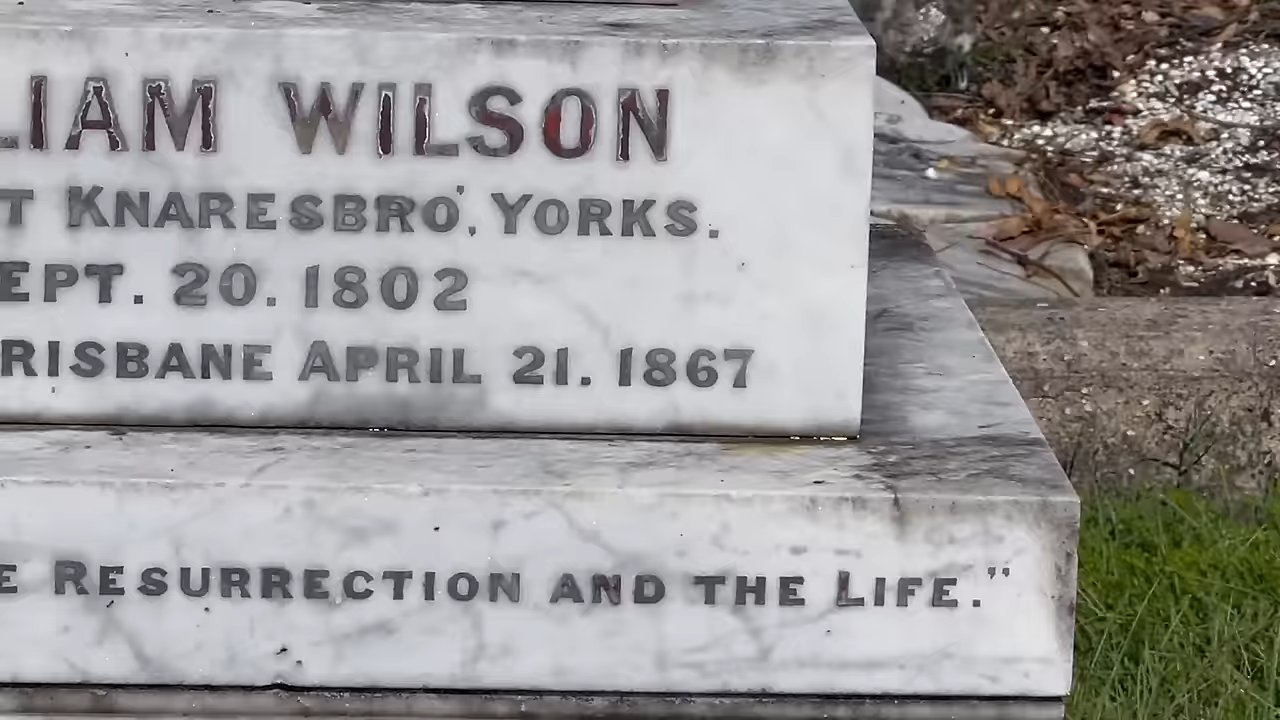 LIAM WILSON
T KNARESBRO', YORKS.
EPT. 20. 1802
RISBANE APRIL 21. 1867
E RESURRECTION AND THE LIFE."